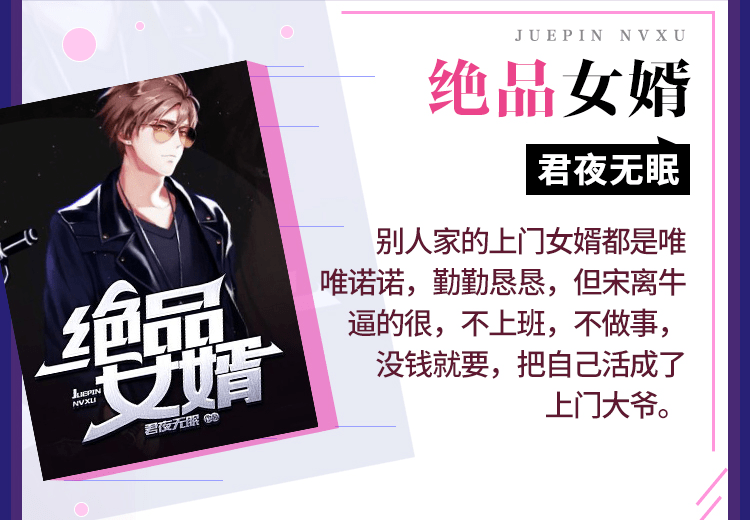 JUEPIN NVXU
绝品女婿
君夜无眠
别人家的上门女婿都是唯
唯诺诺，勤勤恳恳，但宋离牛
逼的很，不上班，不做事，
没钱就要，把自己活成了
上门大爷。
绝品
女婿
JUEPIN
NVXU
君夜无眠